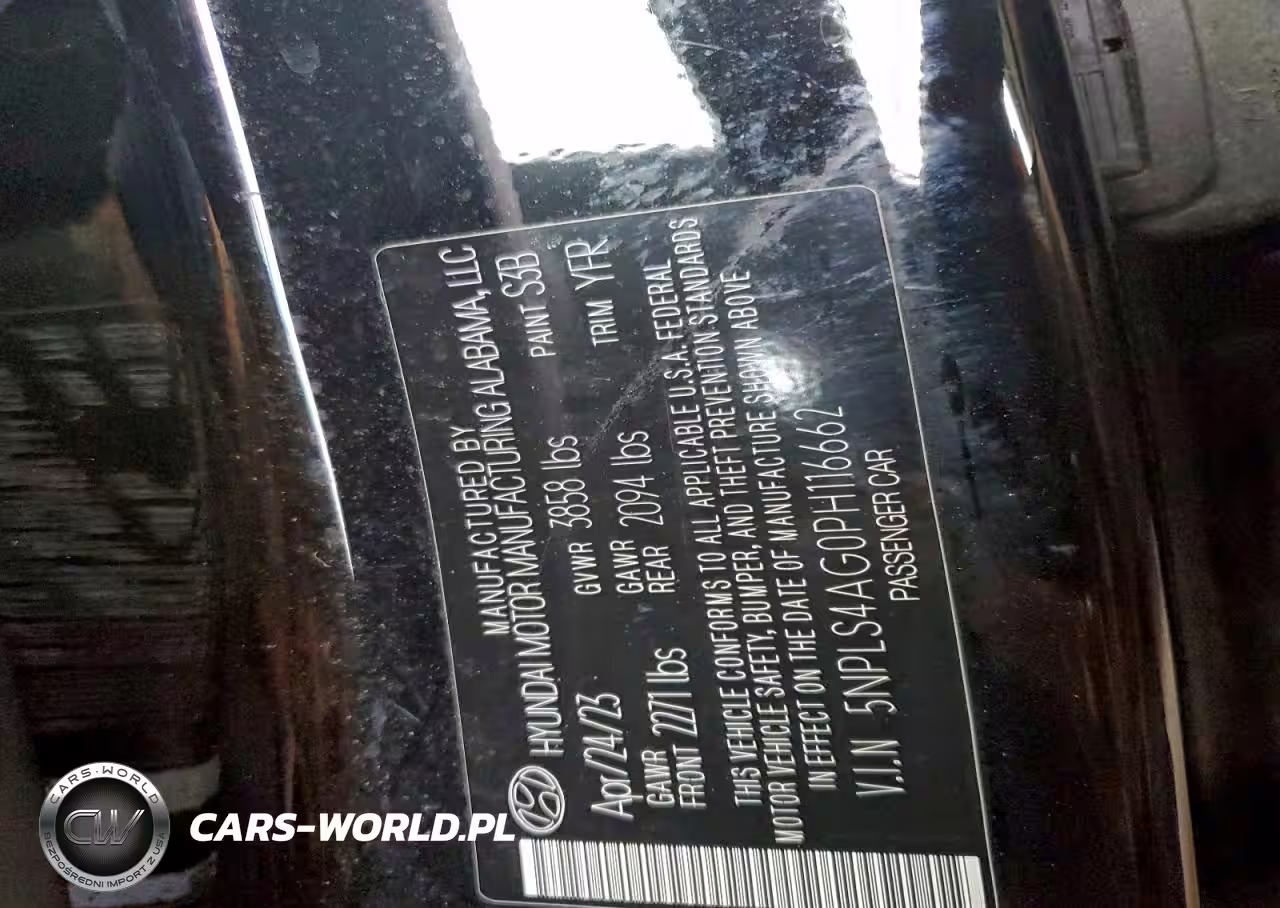 MANUFACTURED BY
HYUNDAI MOTOR MANUFACTURING ALABAMA, LLC
Apr/24/23 GVWR 3858 lbs PAINT S3B
GAWR FRONT 2271 lbs GAWR REAR 2094 lbs TRIM YFR
THIS VEHICLE CONFORMS TO ALL APPLICABLE U.S.A. FEDERAL
MOTOR VEHICLE SAFETY, BUMPER, AND THEFT PREVENTION STANDARDS
IN EFFECT ON THE DATE OF MANUFACTURE SHOWN ABOVE
V.I.N 5NPLS4AG0PH116662
PASSENGER CAR
CARS-WORLD
CW
BEZPOŚREDNI IMPORT Z USA
CARS-WORLD.PL